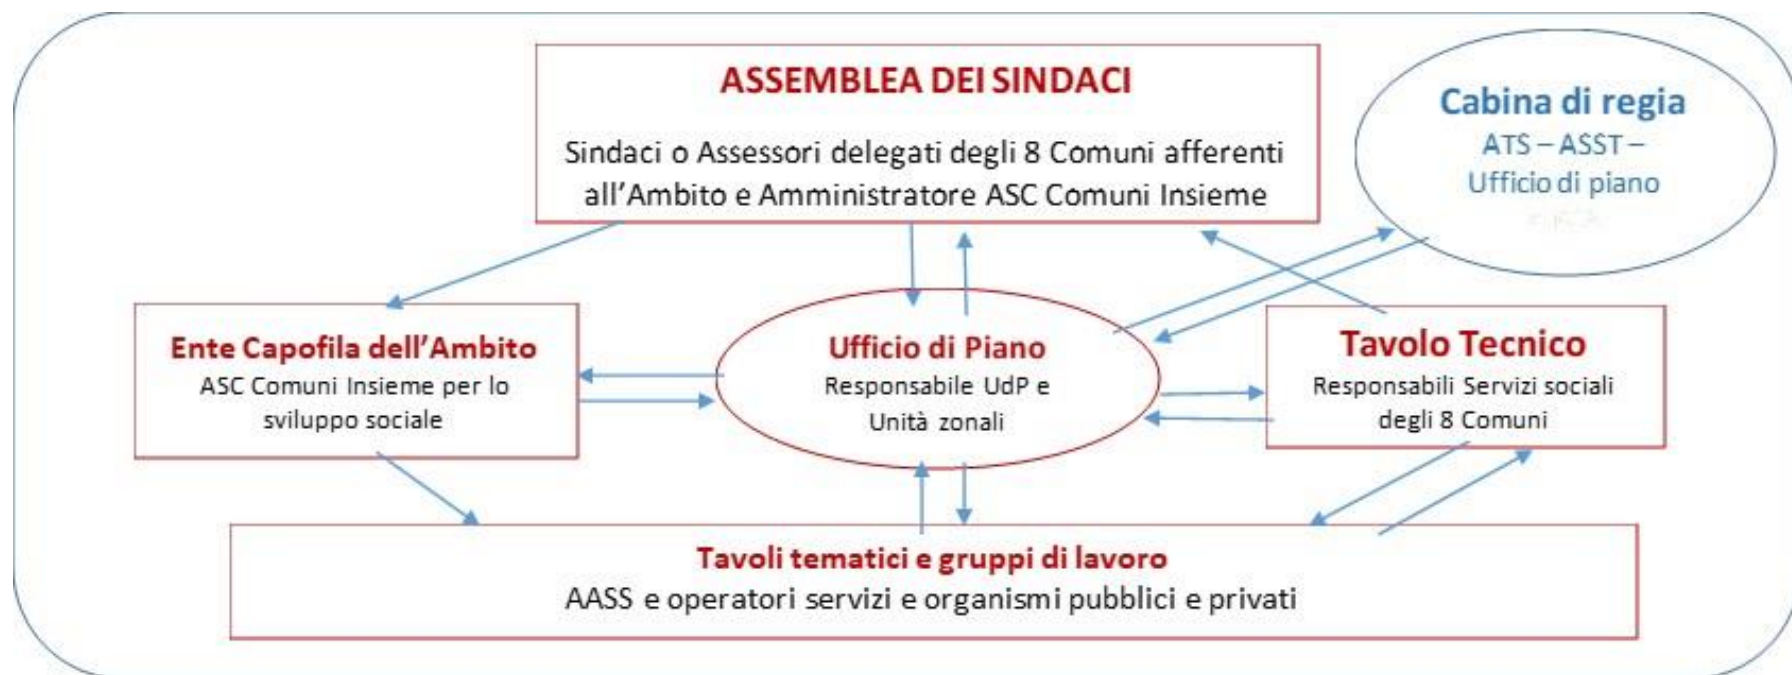 ASSEMBLEA DEI SINDACI
Sindaci o Assessori delegati degli 8 Comuni afferenti
all'Ambito e Amministratore ASC Comuni Insieme
Cabina di regia
ATS – ASST –
Ufficio di piano
Ente Capofila dell'Ambito
ASC Comuni Insieme per lo
sviluppo sociale
Ufficio di Piano
Responsabile UdP e
Unità zonali
Tavolo Tecnico
Responsabili Servizi sociali
degli 8 Comuni
Tavoli tematici e gruppi di lavoro
AASS e operatori servizi e organismi pubblici e privati